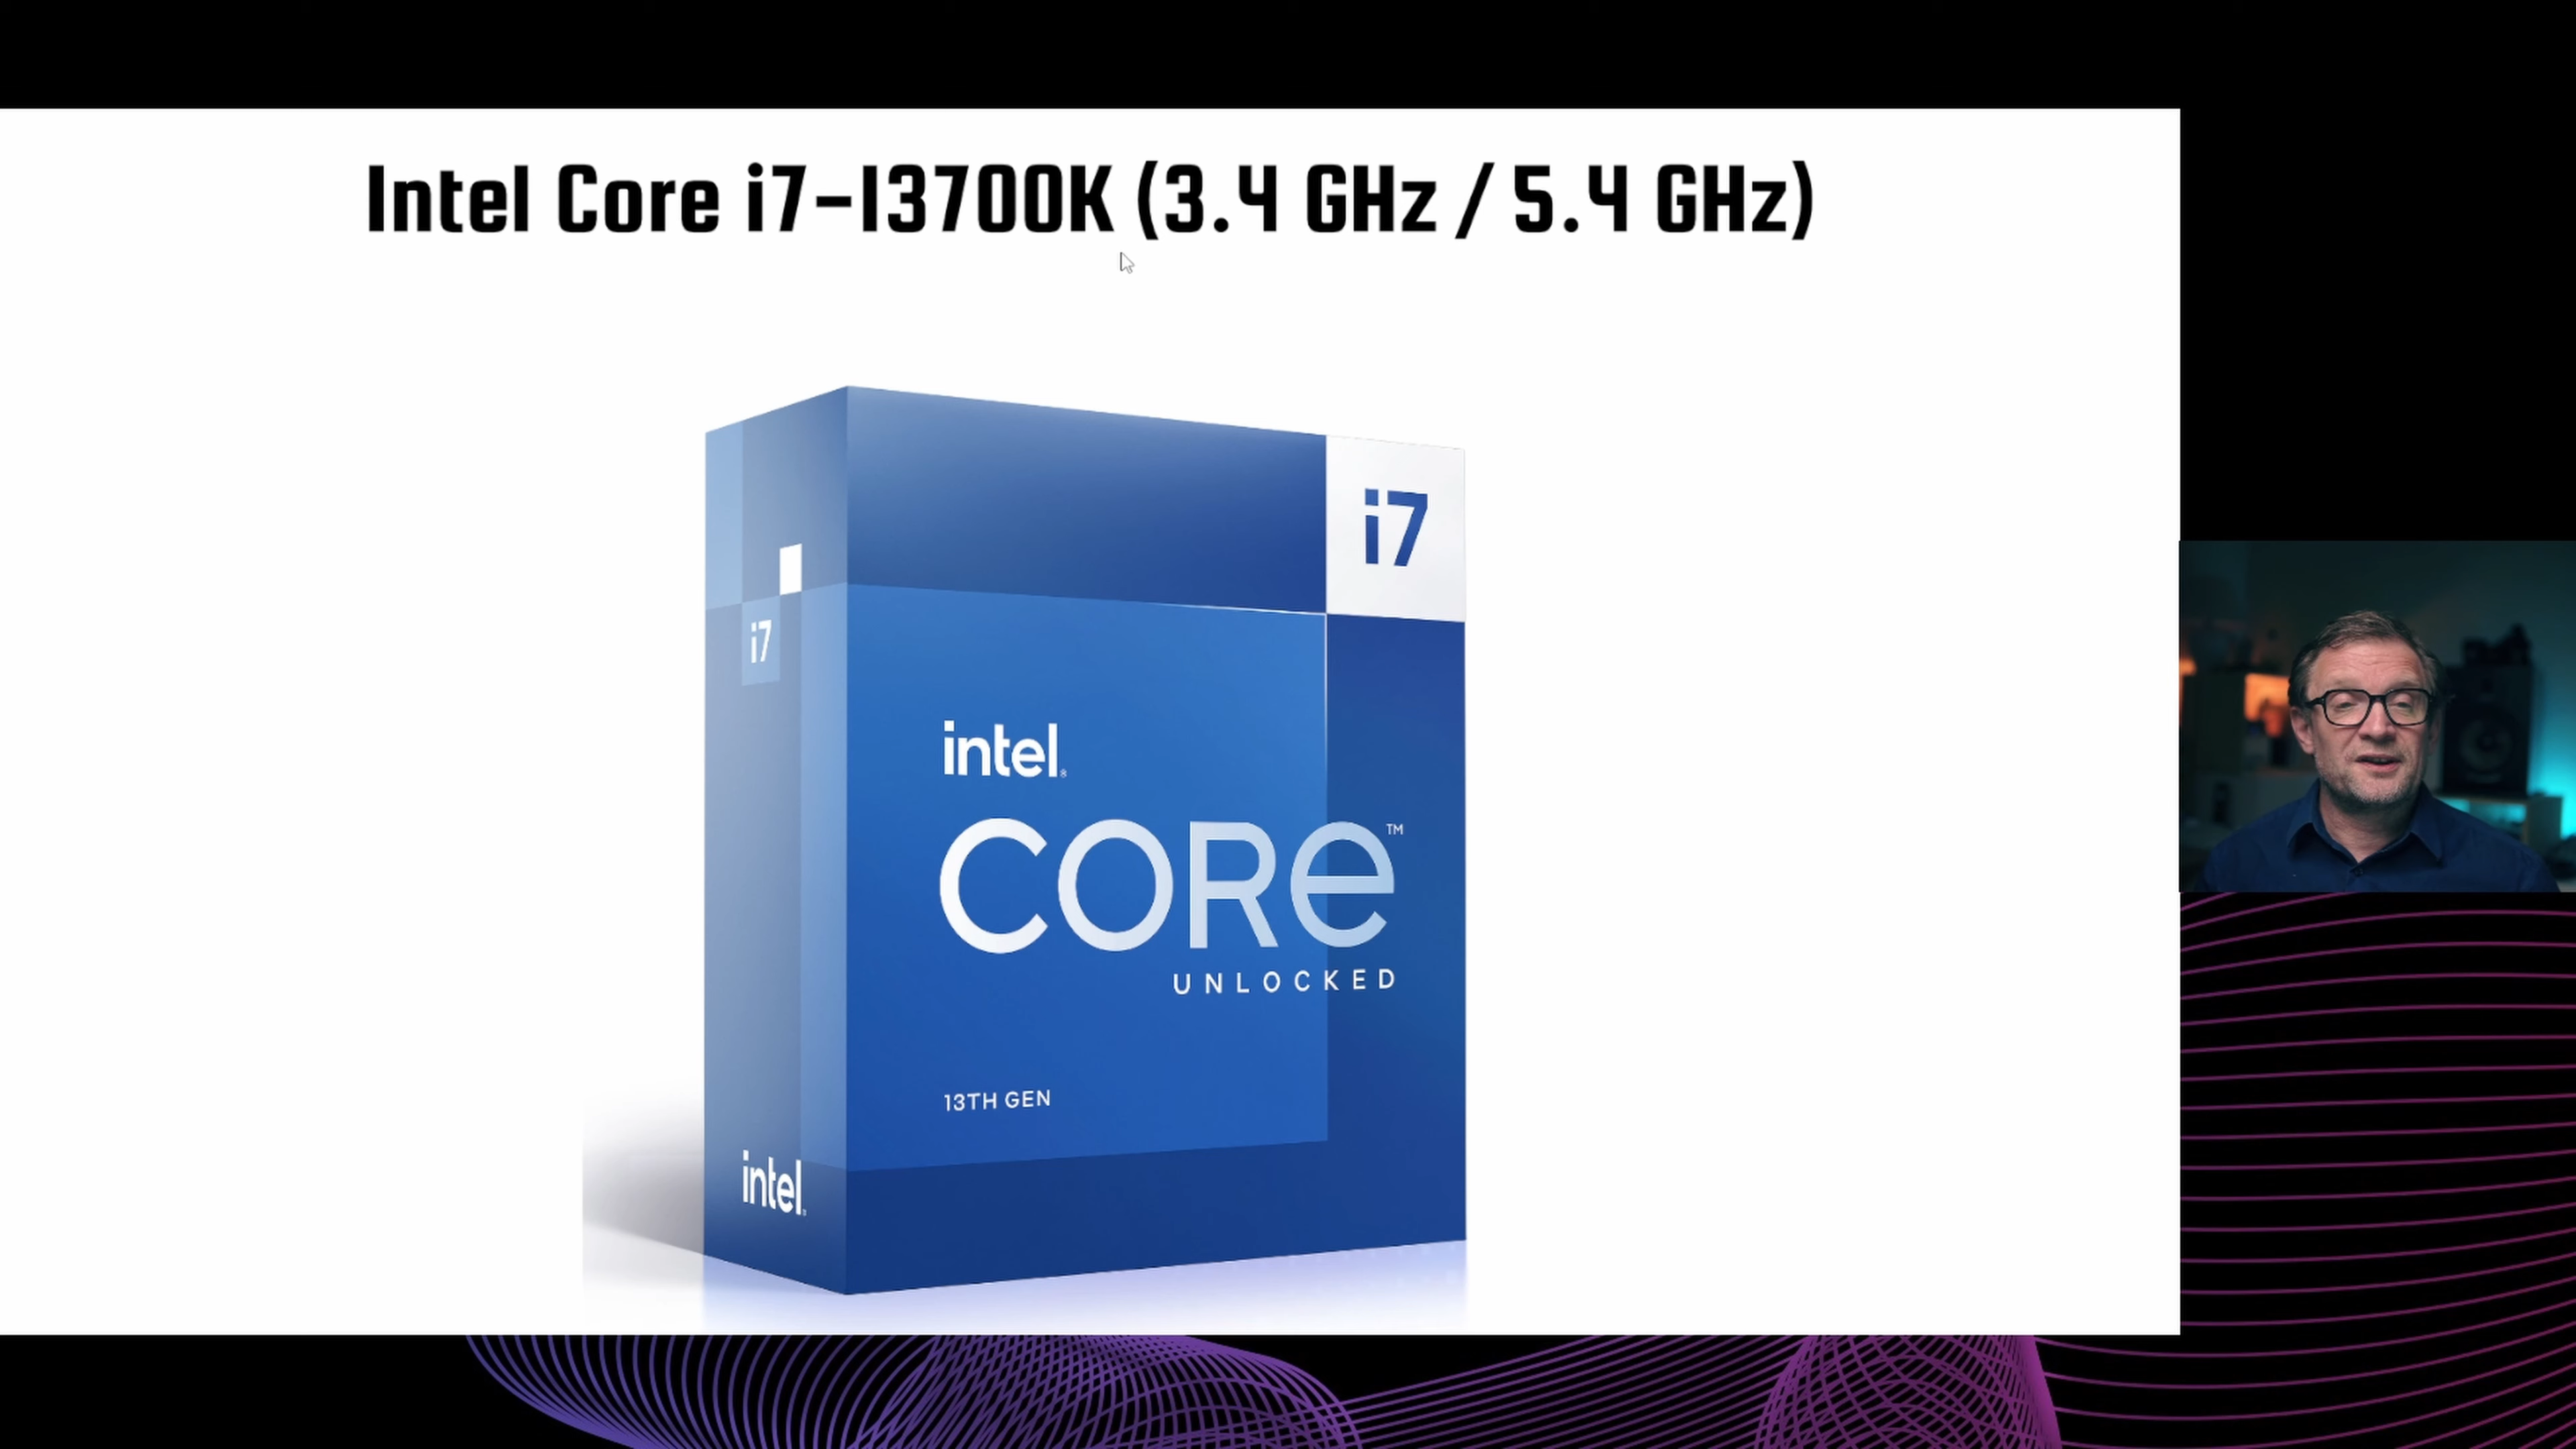 Intel Core i7-13700K (3.4 GHz / 5.4 GHz)
i7
i7
intel®
CORE™
UNLOCKED
13TH GEN
intel®